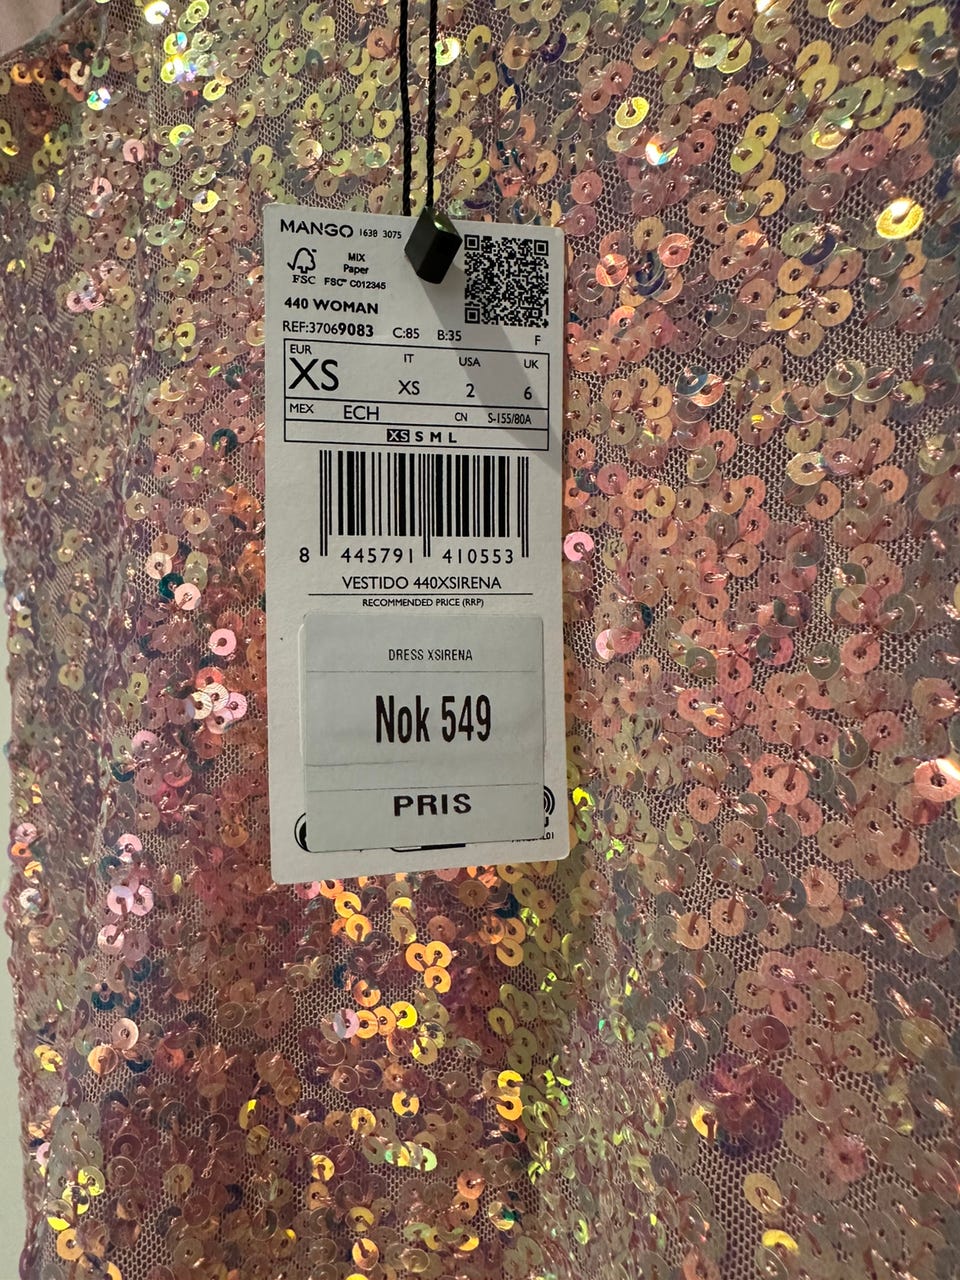 MANGO 1638 3075
MIX
Paper
FSC FSC™ C012345
440 WOMAN
REF:37069083 C:85 B:35 F
EUR IT USA UK
XS XS 2 6
MEX ECH CN S-155/80A
XS S M L
8 445791 410553
VESTIDO 440XSIRENA
RECOMMENDED PRICE (RRP)
DRESS XSIRENA
Nok 549
PRIS